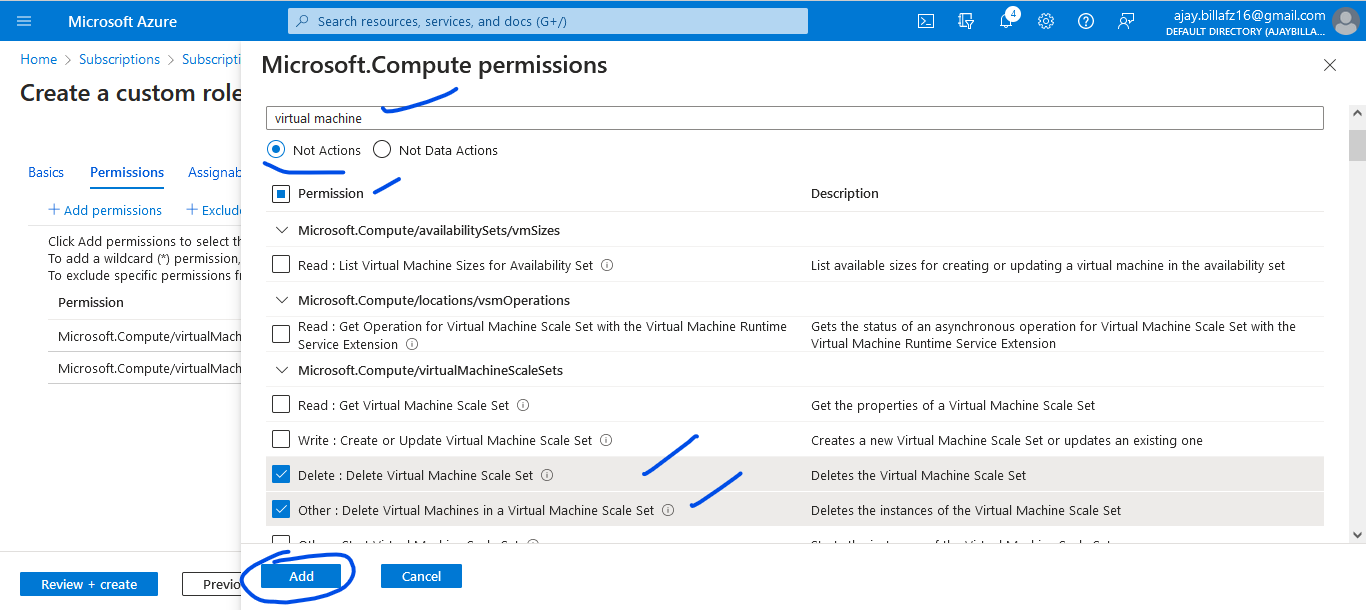 Microsoft Azure
Search resources, services, and docs (G+/)
4
ajay.billafz16@gmail.com
DEFAULT DIRECTORY (AJAYBILLA...
Home > Subscriptions > Subscripti
Create a custom role
Microsoft.Compute permissions
virtual machine
Not Actions
Not Data Actions
Basics
Permissions
Assignab
+ Add permissions
+ Exclude
Click Add permissions to select th
To add a wildcard (*) permission,
To exclude specific permissions fr
Permission
Microsoft.Compute/virtualMach
Microsoft.Compute/virtualMach
Permission
Description
Microsoft.Compute/availabilitySets/vmSizes
Read : List Virtual Machine Sizes for Availability Set
List available sizes for creating or updating a virtual machine in the availability set
Microsoft.Compute/locations/vsmOperations
Read : Get Operation for Virtual Machine Scale Set with the Virtual Machine Runtime
Service Extension
Gets the status of an asynchronous operation for Virtual Machine Scale Set with the
Virtual Machine Runtime Service Extension
Microsoft.Compute/virtualMachineScaleSets
Read : Get Virtual Machine Scale Set
Get the properties of a Virtual Machine Scale Set
Write : Create or Update Virtual Machine Scale Set
Creates a new Virtual Machine Scale Set or updates an existing one
Delete : Delete Virtual Machine Scale Set
Deletes the Virtual Machine Scale Set
Other : Delete Virtual Machines in a Virtual Machine Scale Set
Deletes the instances of the Virtual Machine Scale Set
Review + create
Previo
Add
Cancel